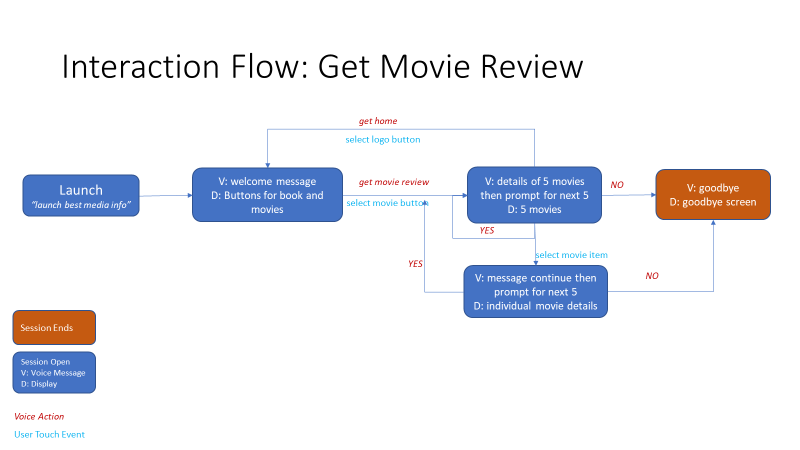 Interaction Flow: Get Movie Review
get home
select logo button
Launch
"launch best media info"
V: welcome message
D: Buttons for book and
movies
get movie review
select movie button
V: details of 5 movies
then prompt for next 5
D: 5 movies
NO
V: goodbye
D: goodbye screen
YES
select movie item
YES
V: message continue then
prompt for next 5
D: individual movie details
NO
Session Ends
Session Open
V: Voice Message
D: Display
Voice Action
User Touch Event